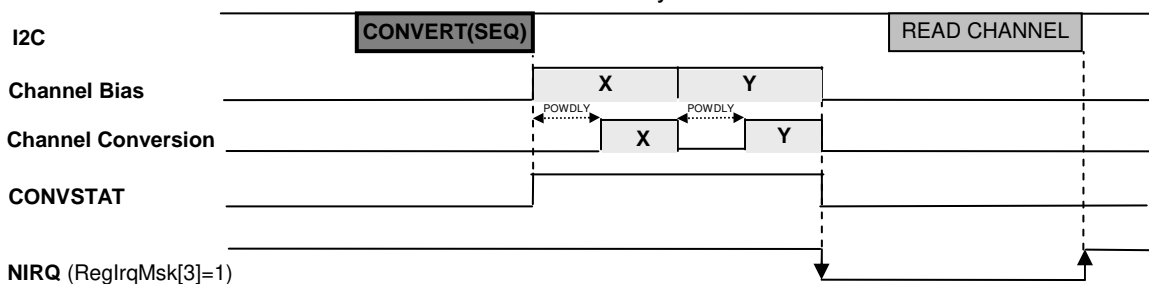 I2C
CONVERT(SEQ)
READ CHANNEL
Channel Bias
X
Y
POWDLY
POWDLY
Channel Conversion
X
Y
CONVSTAT
NIRQ (RegIrqMsk[3]=1)